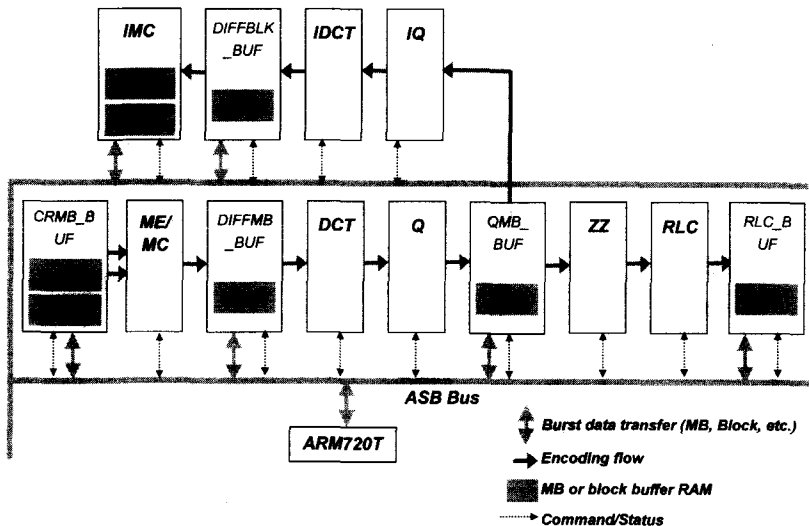 IMC
DIFFBLK
_BUF
IDCT
IQ
CRMB_B
UF
ME/
MC
DIFFMB
_BUF
DCT
Q
QMB_
BUF
ZZ
RLC
RLC_B
UF
ASB Bus
ARM720T
Burst data transfer (MB, Block, etc.)
Encoding flow
MB or block buffer RAM
Command/Status